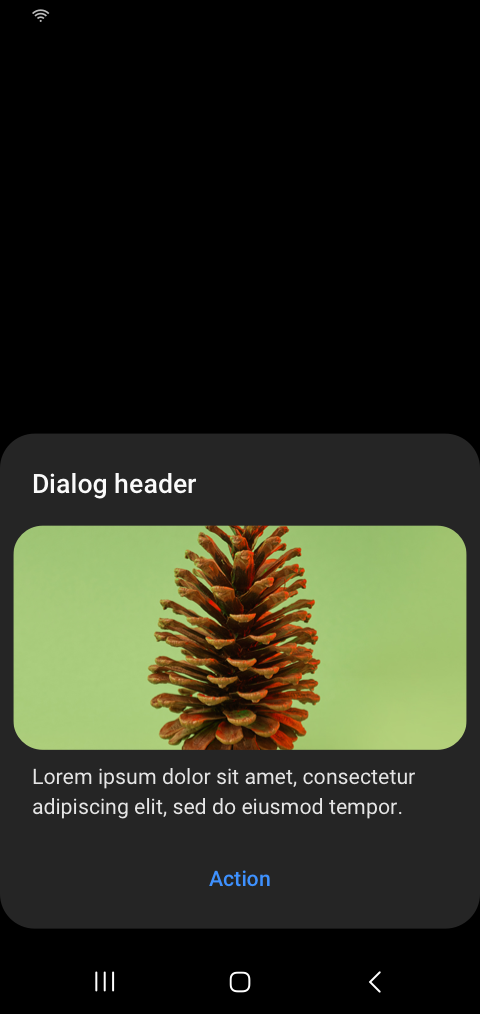 Dialog header
Lorem ipsum dolor sit amet, consectetur
adipiscing elit, sed do eiusmod tempor.
Action